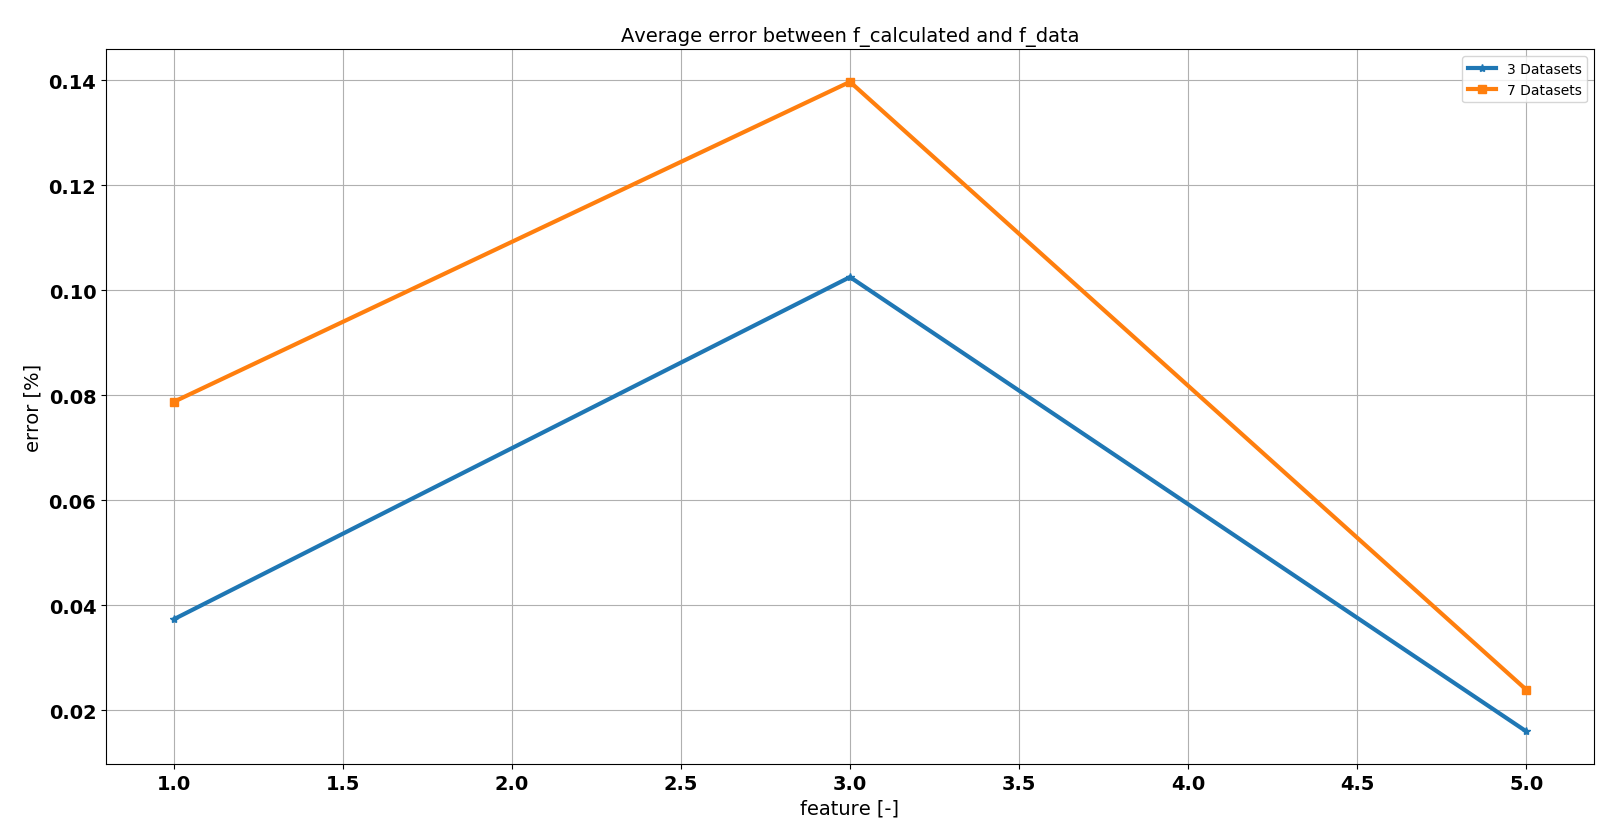 Average error between f_calculated and f_data
3 Datasets
7 Datasets
error [%]
0.14
0.12
0.10
0.08
0.06
0.04
0.02
1.0 1.5 2.0 2.5 3.0 3.5 4.0 4.5 5.0
feature [-]